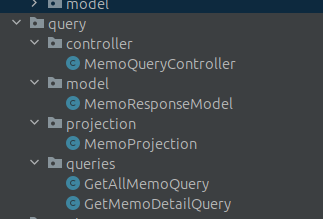 model
query
controller
MemoQueryController
model
MemoResponseModel
projection
MemoProjection
queries
GetAllMemoQuery
GetMemoDetailQuery